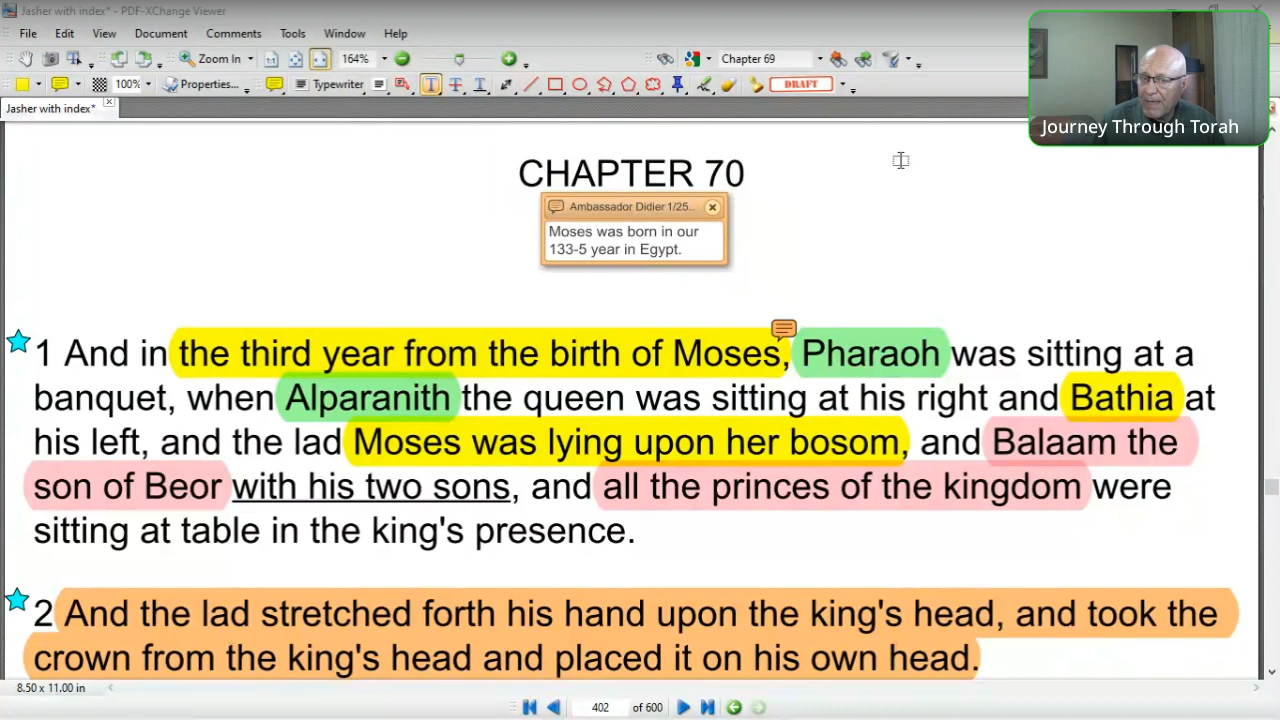 Jasher with index* - PDF-XChange Viewer
File Edit View Document Comments Tools Window Help
Zoom In 164% Chapter 69
100% Properties... Typewriter DRAFT
Jasher with index*
Journey Through Torah
CHAPTER 70
Ambassador Didier 1/25..
Moses was born in our
133-5 year in Egypt.
1 And in the third year from the birth of Moses, Pharaoh was sitting at a
banquet, when Alparanith the queen was sitting at his right and Bathia at
his left, and the lad Moses was lying upon her bosom, and Balaam the
son of Beor with his two sons, and all the princes of the kingdom were
sitting at table in the king's presence.
2 And the lad stretched forth his hand upon the king's head, and took the
crown from the king's head and placed it on his own head.
8.50 x 11.00 in
402 of 600